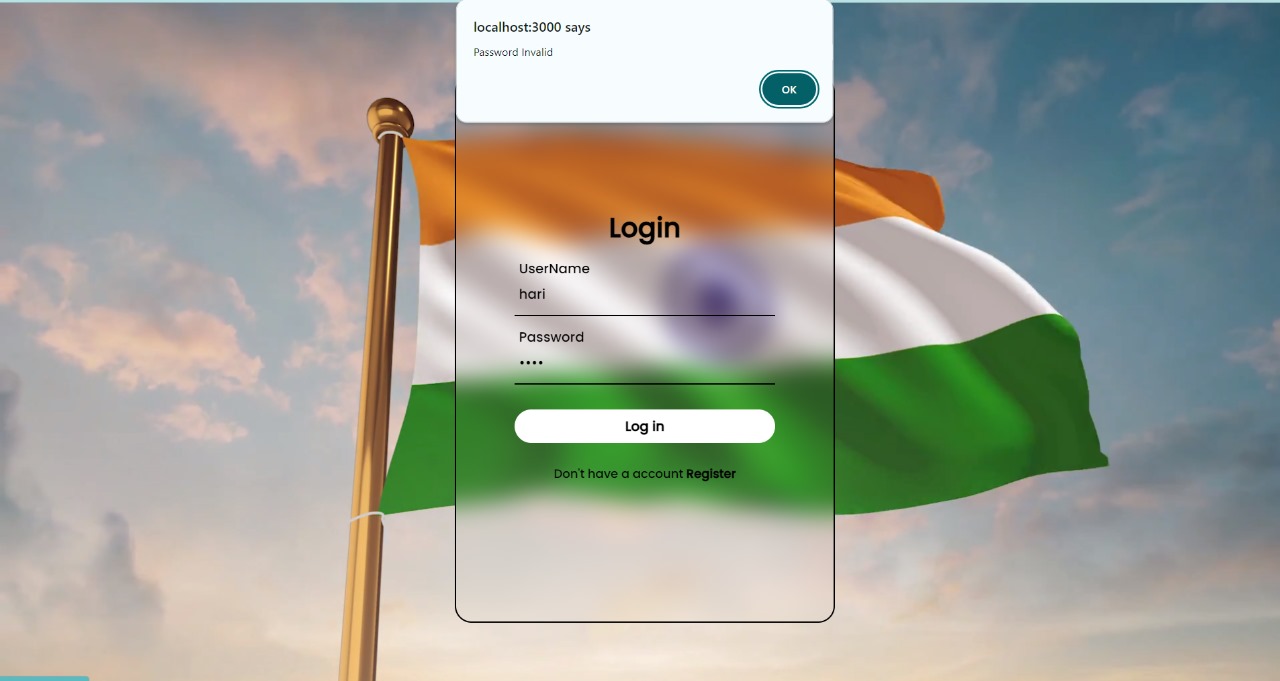 localhost:3000 says
Password Invalid
OK
Login
UserName
hari
Password
••••
Log in
Don't have a account Register